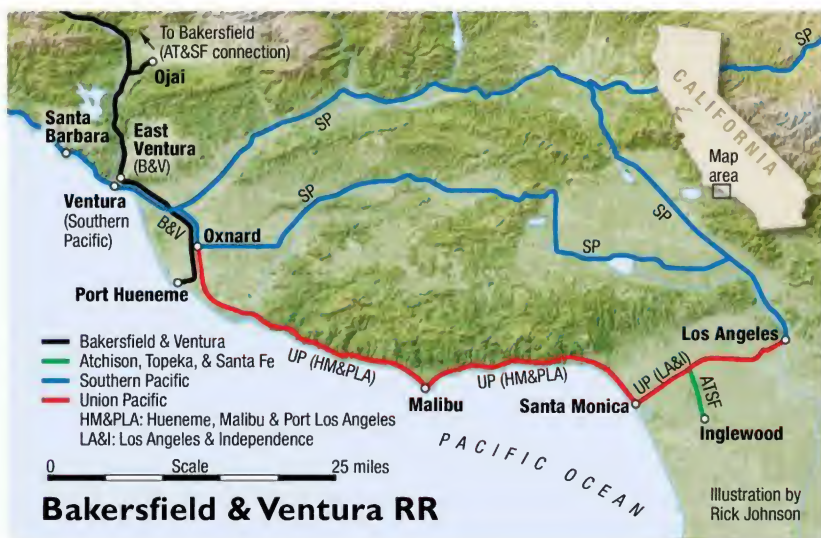 To Bakersfield
(AT&SF connection)
Ojai
Santa
Barbara
East
Ventura
(B&V)
Ventura
(Southern
Pacific)
B&V
Oxnard
Port Hueneme
SP
SP
SP
SP
SP
CALIFORNIA
Map
area
Los Angeles
UP (HM&PLA)
Malibu
UP (HM&PLA)
Santa Monica
UP (LA&I)
ATSF
Inglewood
PACIFIC OCEAN
Bakersfield & Ventura
Atchison, Topeka, & Santa Fe
Southern Pacific
Union Pacific
HM&PLA: Hueneme, Malibu & Port Los Angeles
LA&I: Los Angeles & Independence
0 Scale 25 miles
Bakersfield & Ventura RR
Illustration by
Rick Johnson